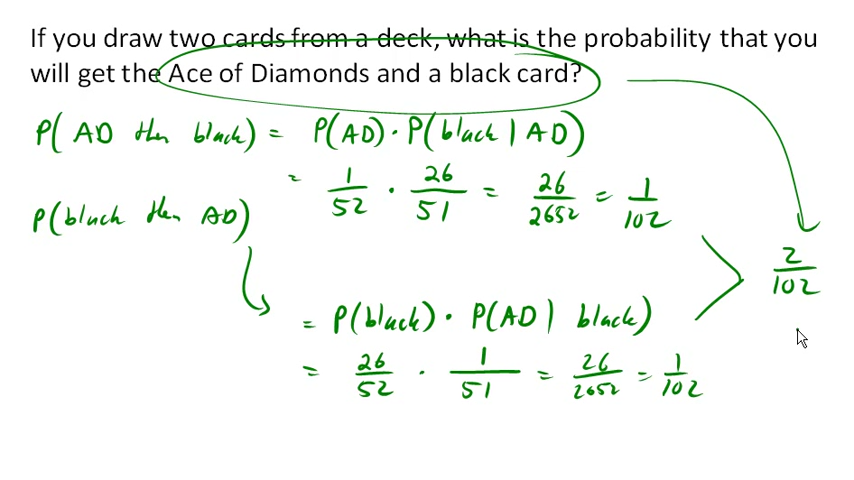 If you draw two cards from a deck, what is the probability that you
will get the Ace of Diamonds and a black card?
P( AD then black) = P(AD) · P(black | AD)
= 1/52 · 26/51 = 26/2652 = 1/102
P(black then AD)
2/102
= P(black) · P(AD | black)
= 26/52 · 1/51 = 26/2652 = 1/102